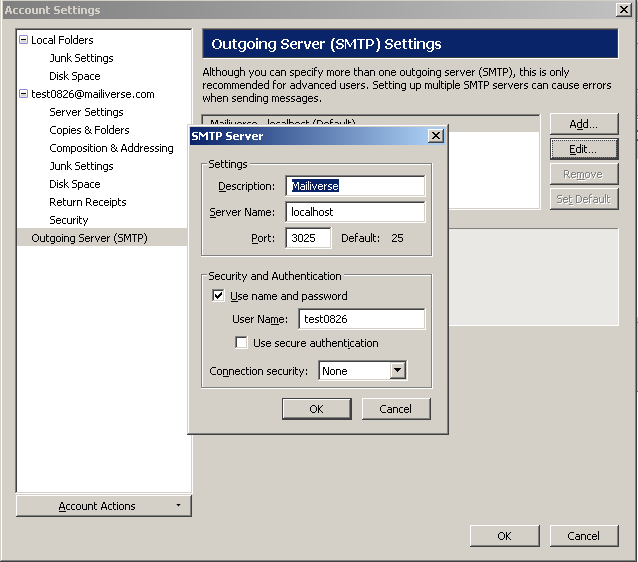 Account Settings
Local Folders
Junk Settings
Disk Space
test0826@mailiverse.com
Server Settings
Copies & Folders
Composition & Addressing
Junk Settings
Disk Space
Return Receipts
Security
Outgoing Server (SMTP)
Account Actions
Outgoing Server (SMTP) Settings
Although you can specify more than one outgoing server (SMTP), this is only
recommended for advanced users. Setting up multiple SMTP servers can cause errors
when sending messages.
Mailiverse - localhost (Default)
Add...
Edit...
Remove
Set Default
SMTP Server
Settings
Description: Mailiverse
Server Name: localhost
Port: 3025 Default: 25
Security and Authentication
Use name and password
User Name: test0826
Use secure authentication
Connection security: None
OK Cancel
OK Cancel